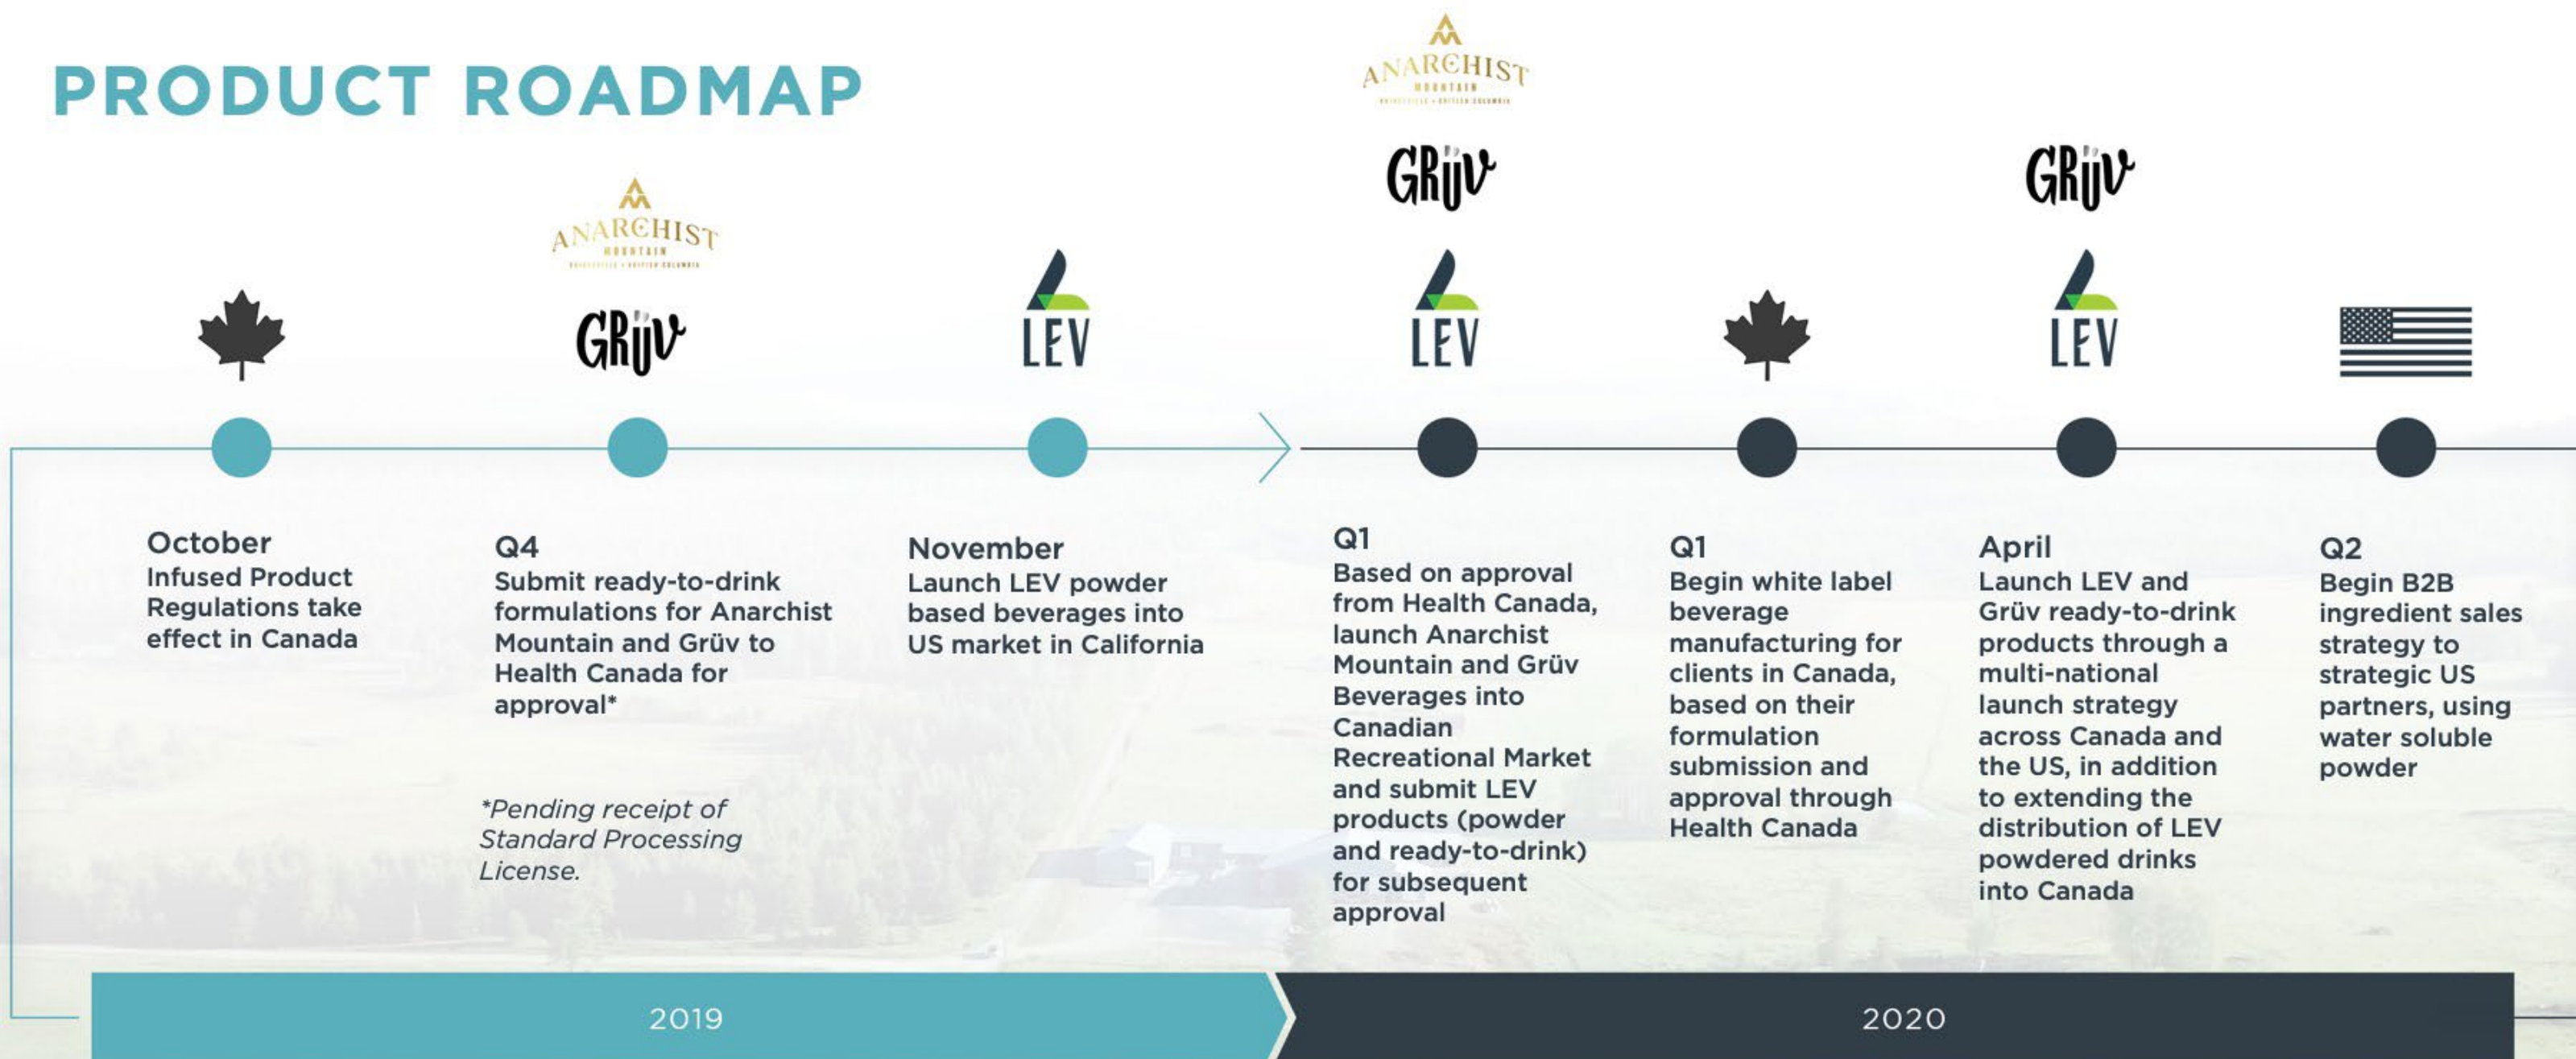 PRODUCT ROADMAP
ANARCHIST
MOUNTAIN
GRüV
LEV
ANARCHIST
MOUNTAIN
GRüV
LEV
GRüV
LEV
October
Infused Product
Regulations take
effect in Canada
Q4
Submit ready-to-drink
formulations for Anarchist
Mountain and Grüv to
Health Canada for
approval*
*Pending receipt of
Standard Processing
License.
November
Launch LEV powder
based beverages into
US market in California
Q1
Based on approval
from Health Canada,
launch Anarchist
Mountain and Grüv
Beverages into
Canadian
Recreational Market
and submit LEV
products (powder
and ready-to-drink)
for subsequent
approval
Q1
Begin white label
beverage
manufacturing for
clients in Canada,
based on their
formulation
submission and
approval through
Health Canada
April
Launch LEV and
Grüv ready-to-drink
products through a
multi-national
launch strategy
across Canada and
the US, in addition
to extending the
distribution of LEV
powdered drinks
into Canada
Q2
Begin B2B
ingredient sales
strategy to
strategic US
partners, using
water soluble
powder
2019
2020